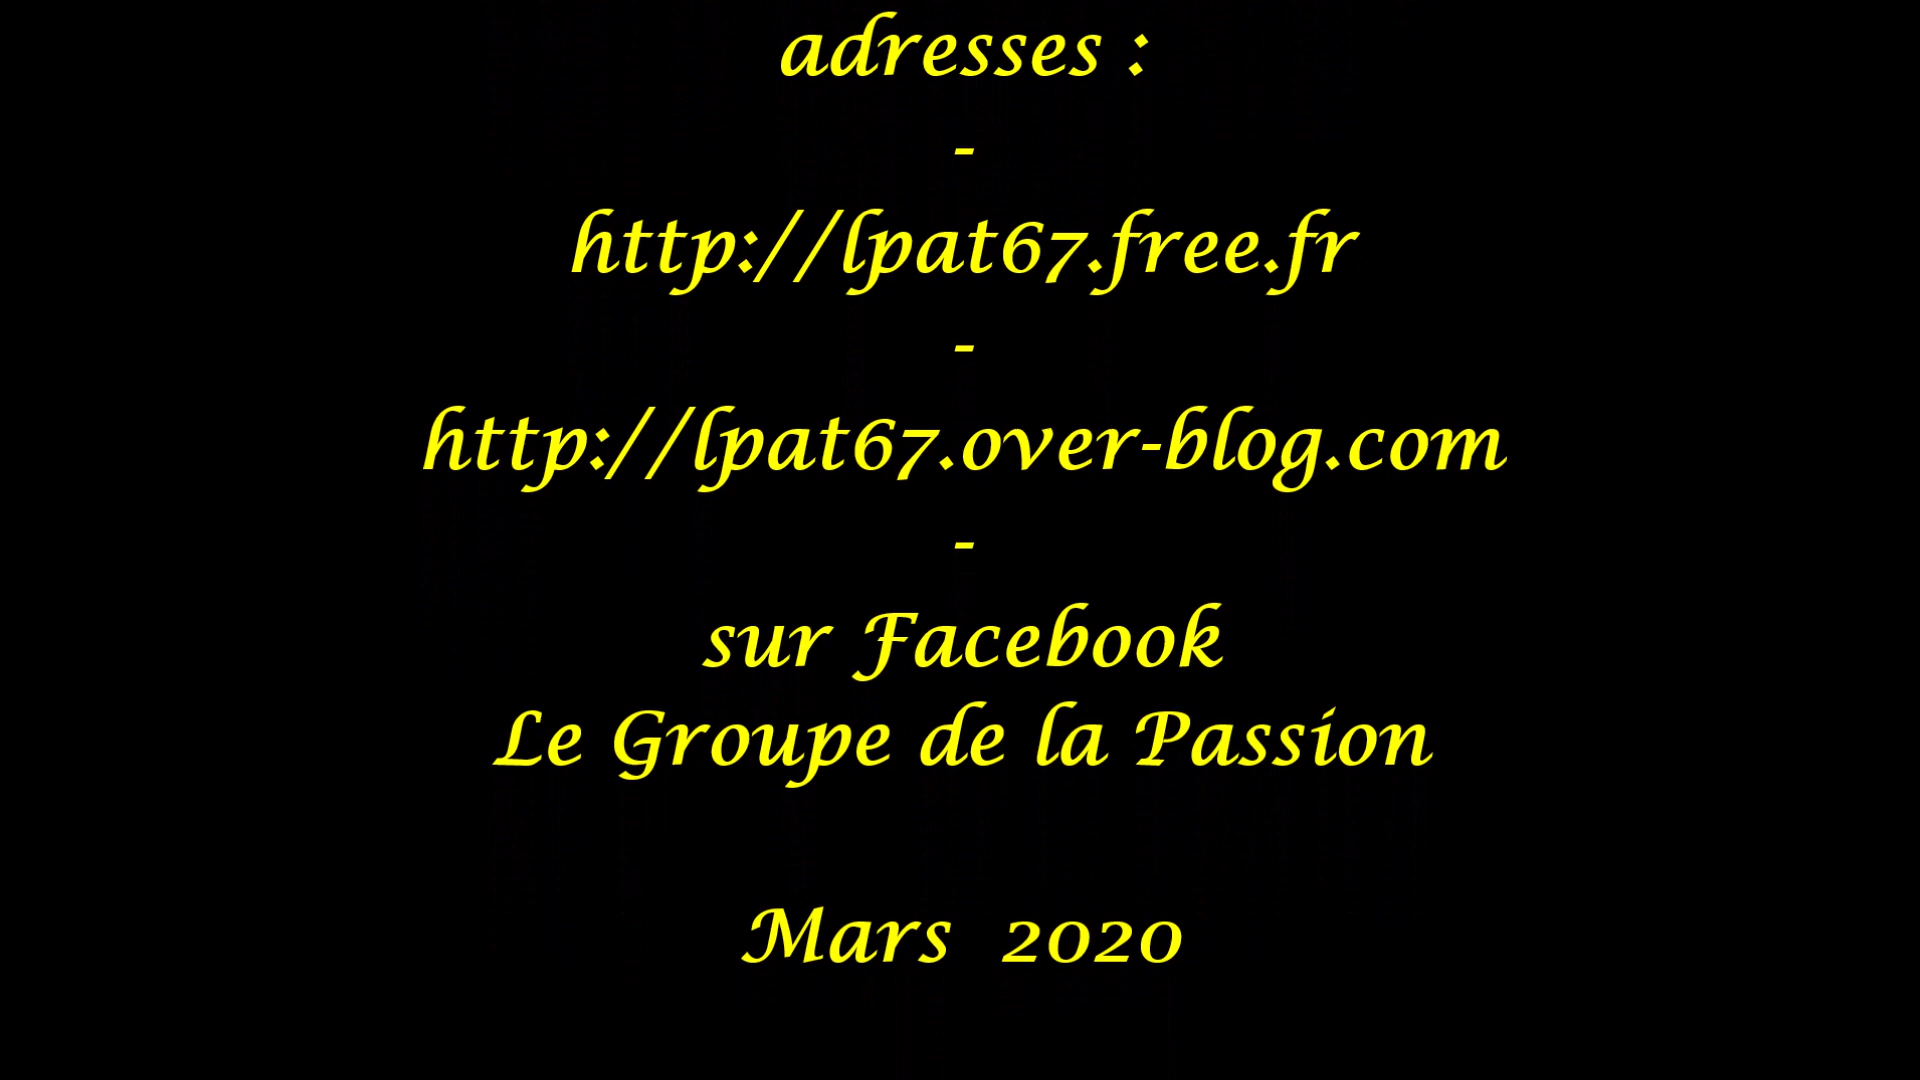 adresses :
-
http://lpat67.free.fr
-
http://lpat67.over-blog.com
-
sur Facebook
Le Groupe de la Passion
Mars 2020